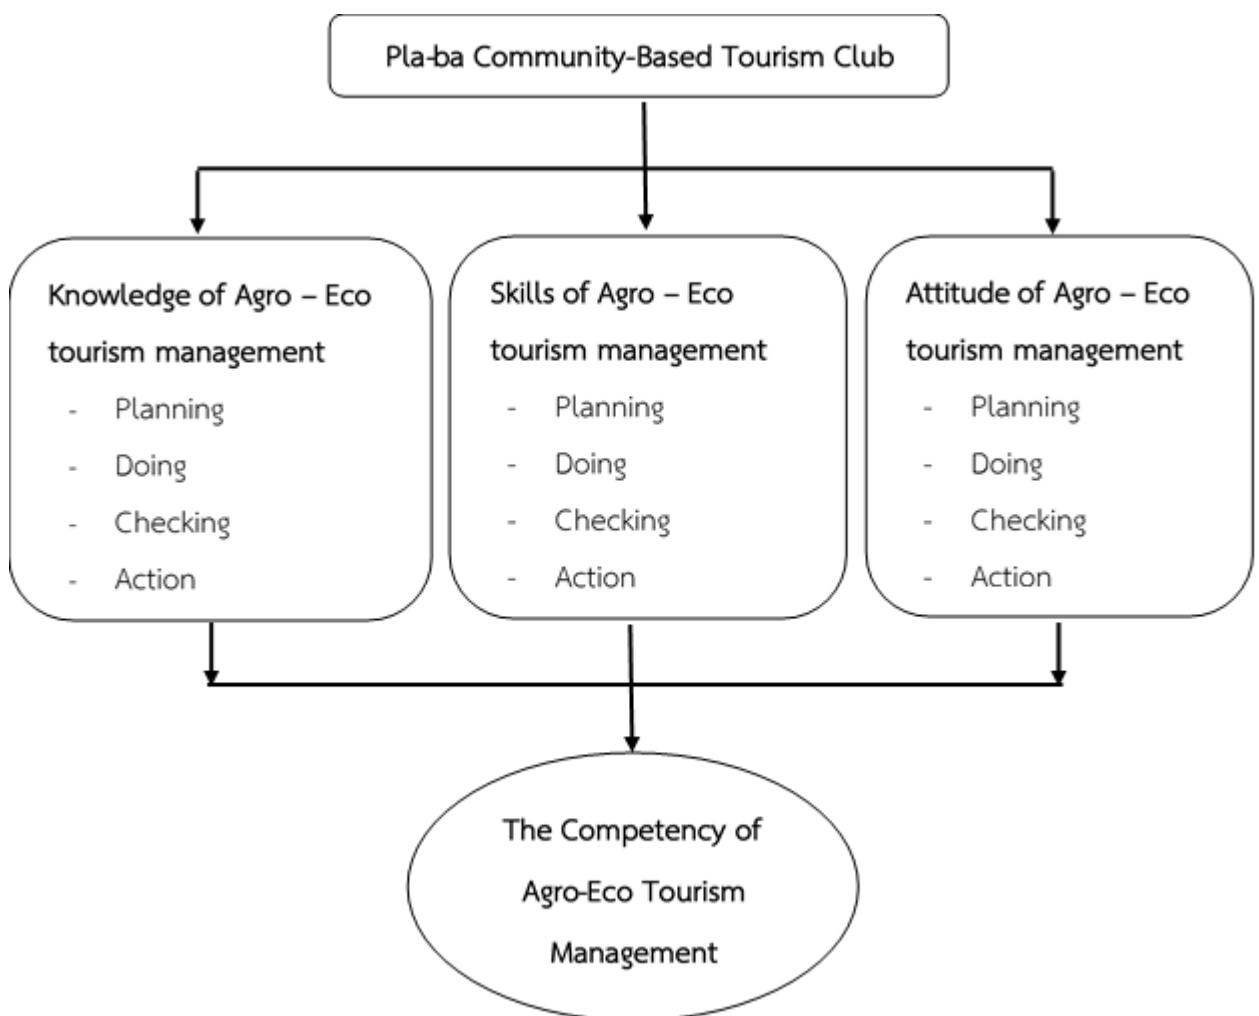 Pla-ba Community-Based Tourism Club
Knowledge of Agro – Eco
tourism management
- Planning
- Doing
- Checking
- Action
Skills of Agro – Eco
tourism management
- Planning
- Doing
- Checking
- Action
Attitude of Agro – Eco
tourism management
- Planning
- Doing
- Checking
- Action
The Competency of
Agro-Eco Tourism
Management